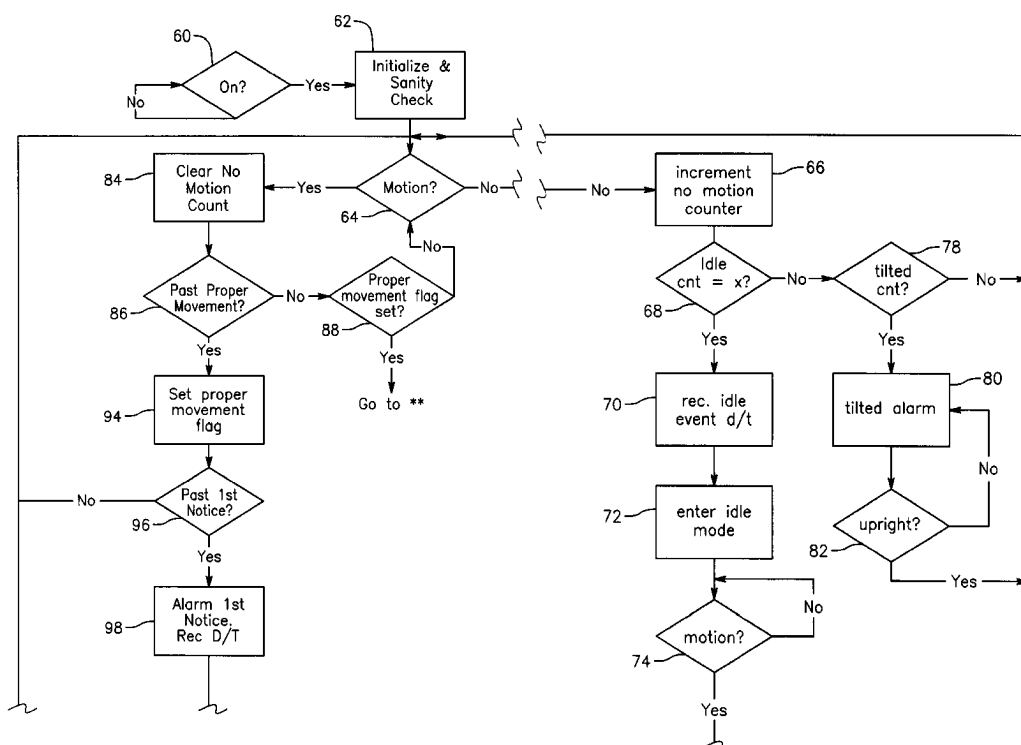 60
On?
No
Yes
62
Initialize &
Sanity
Check
84
Clear No
Motion
Count
Yes
Motion?
64
No
No
increment
no motion
counter
66
No
86
Past Proper
Movement?
No
Proper
movement flag
set?
88
Yes
Go to **
Idle
cnt = x?
68
No
78
tilted
cnt?
No
Yes
94
Set proper
movement
flag
Yes
70
rec. idle
event d/t
Yes
80
tilted alarm
No
No
Past 1st
Notice?
96
72
enter idle
mode
upright?
82
Yes
Yes
98
Alarm 1st
Notice.
Rec D/T
No
motion?
74
Yes